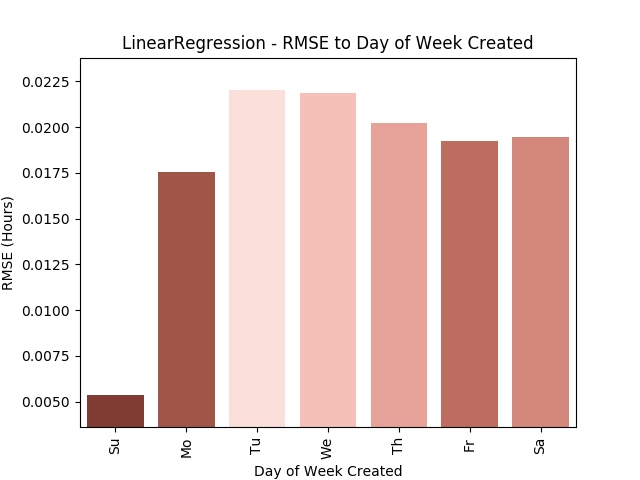 LinearRegression - RMSE to Day of Week Created
RMSE (Hours)
0.0225
0.0200
0.0175
0.0150
0.0125
0.0100
0.0075
0.0050
Su Mo Tu We Th Fr Sa
Day of Week Created